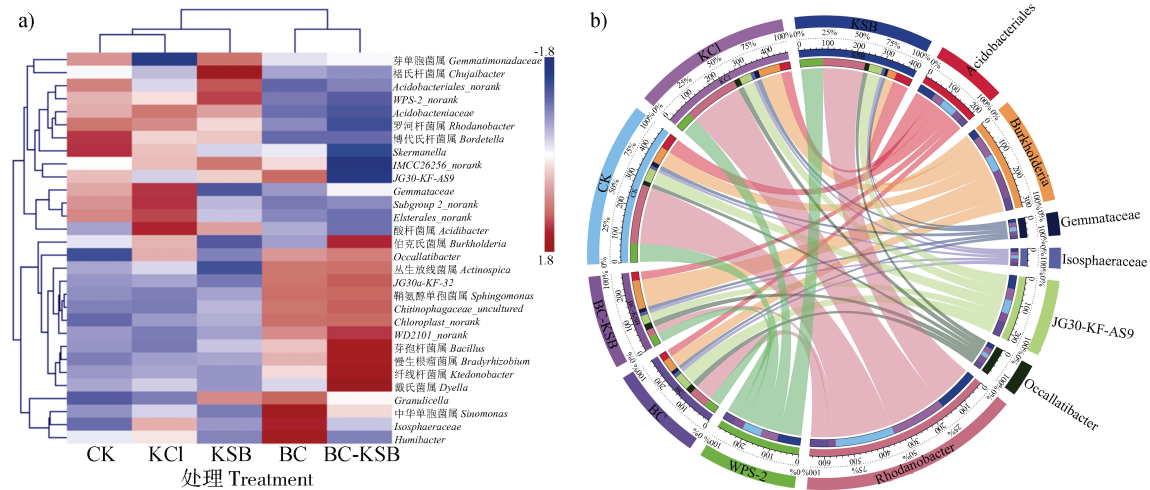 a)
-1.8
1.8
芽单胞菌属 Gemmatimonadaceae
褚氏杆菌属 Chujaibacter
Acidobacteriales_norank
WPS-2_norank
Acidobacteniaceae
罗河杆菌属 Rhodanobacter
博代氏杆菌属 Bordetella
Skermanella
IMCC26256_norank
JG30-KF-AS9
Gemmataceae
Subgroup 2_norank
Elsterales_norank
酸杆菌属 Acidibacter
伯克氏菌属 Burkholderia
Occallatibacter
丛生放线菌属 Actinospica
JG30a-KF-32
鞘氨醇单孢菌属 Sphingomonas
Chitinophagaceae_uncultured
Chloroplast_norank
WD2101_norank
芽孢杆菌属 Bacillus
慢生根瘤菌属 Bradyrhizobium
纤线杆菌属 Ktedonobacter
戴氏菌属 Dyella
Granulicella
中华单胞菌属 Sinomonas
Isosphaeraceae
Humibacter
CK KCl KSB BC BC-KSB
处理 Treatment
b)
KCl
KSB
Acidobacteriales
Burkholderia
Gemmataceae
Isosphaeraceae
JG30-KF-AS9
Occallatibacter
Rhodanobacter
WPS-2
BC
BC-KSB
CK